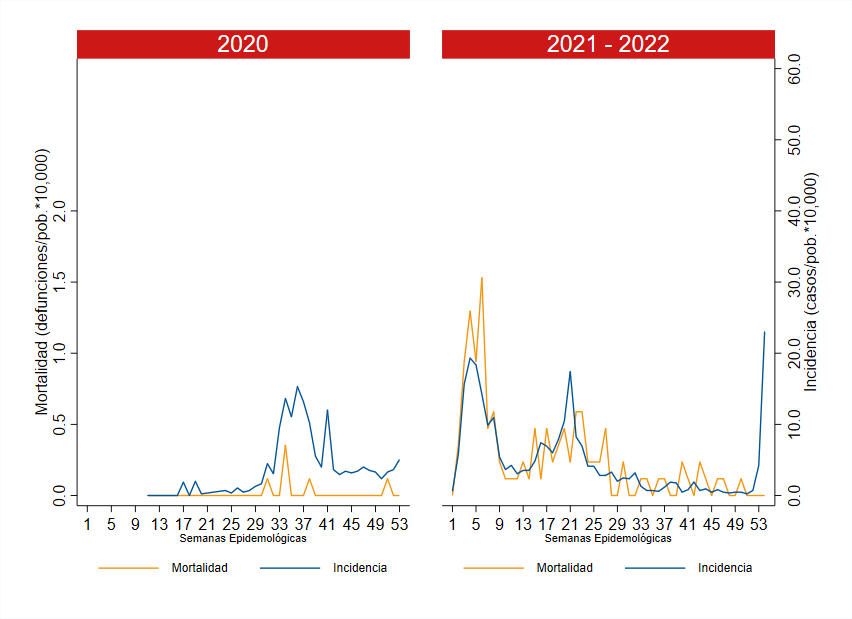 2020
2021 - 2022
Mortalidad (defunciones/pob.*10,000)
0.0 0.5 1.0 1.5 2.0
Incidencia (casos/pob.*10,000)
0.0 10.0 20.0 30.0 40.0 50.0 60.0
1 5 9 13 17 21 25 29 33 37 41 45 49 53
Semanas Epidemológicas
Mortalidad Incidencia
1 5 9 13 17 21 25 29 33 37 41 45 49 53
Semanas Epidemológicas
Mortalidad Incidencia